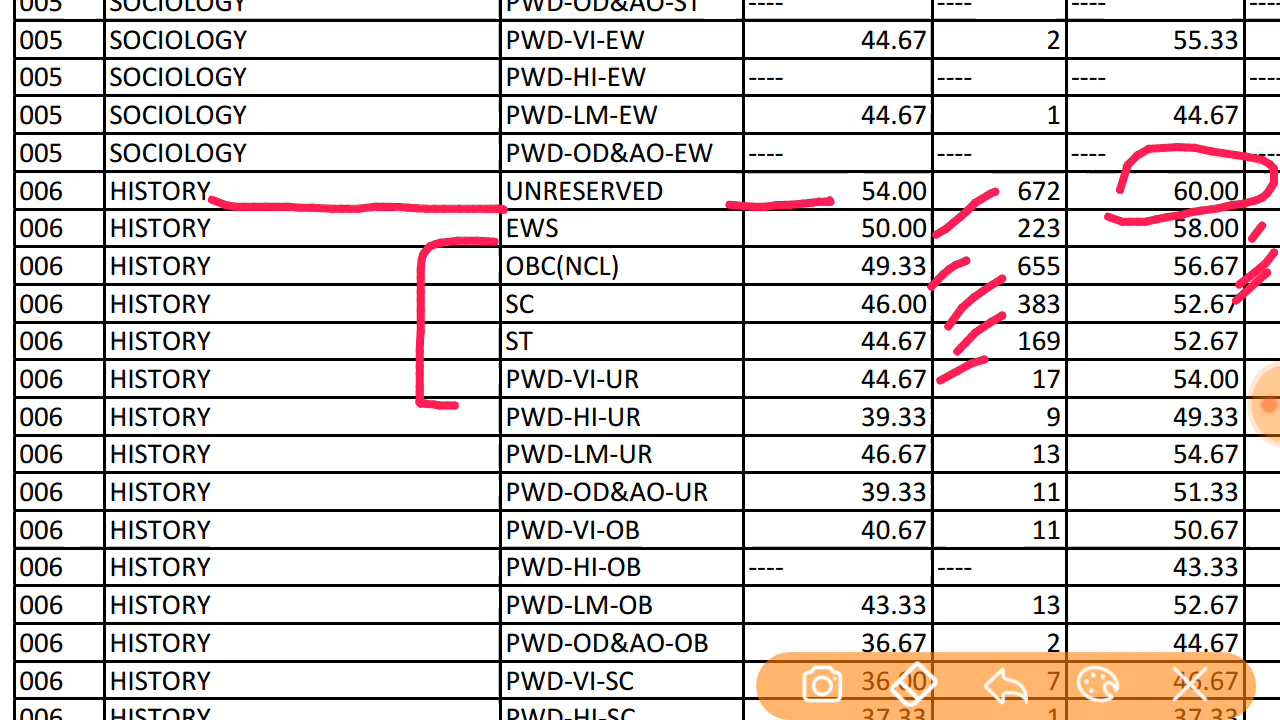 005 SOCIOLOGY PWD-OD&AO-ST ---- ---- ---- ----
005 SOCIOLOGY PWD-VI-EW 44.67 2 55.33
005 SOCIOLOGY PWD-HI-EW ---- ---- ---- ----
005 SOCIOLOGY PWD-LM-EW 44.67 1 44.67
005 SOCIOLOGY PWD-OD&AO-EW ---- ---- ---- ----
006 HISTORY UNRESERVED 54.00 672 60.00
006 HISTORY EWS 50.00 223 58.00
006 HISTORY OBC(NCL) 49.33 655 56.67
006 HISTORY SC 46.00 383 52.67
006 HISTORY ST 44.67 169 52.67
006 HISTORY PWD-VI-UR 44.67 17 54.00
006 HISTORY PWD-HI-UR 39.33 9 49.33
006 HISTORY PWD-LM-UR 46.67 13 54.67
006 HISTORY PWD-OD&AO-UR 39.33 11 51.33
006 HISTORY PWD-VI-OB 40.67 11 50.67
006 HISTORY PWD-HI-OB ---- ---- 43.33
006 HISTORY PWD-LM-OB 43.33 13 52.67
006 HISTORY PWD-OD&AO-OB 36.67 2 44.67
006 HISTORY PWD-VI-SC 36.00 7 46.67
006 HISTORY PWD-HI-SC 37.33 1 37.33